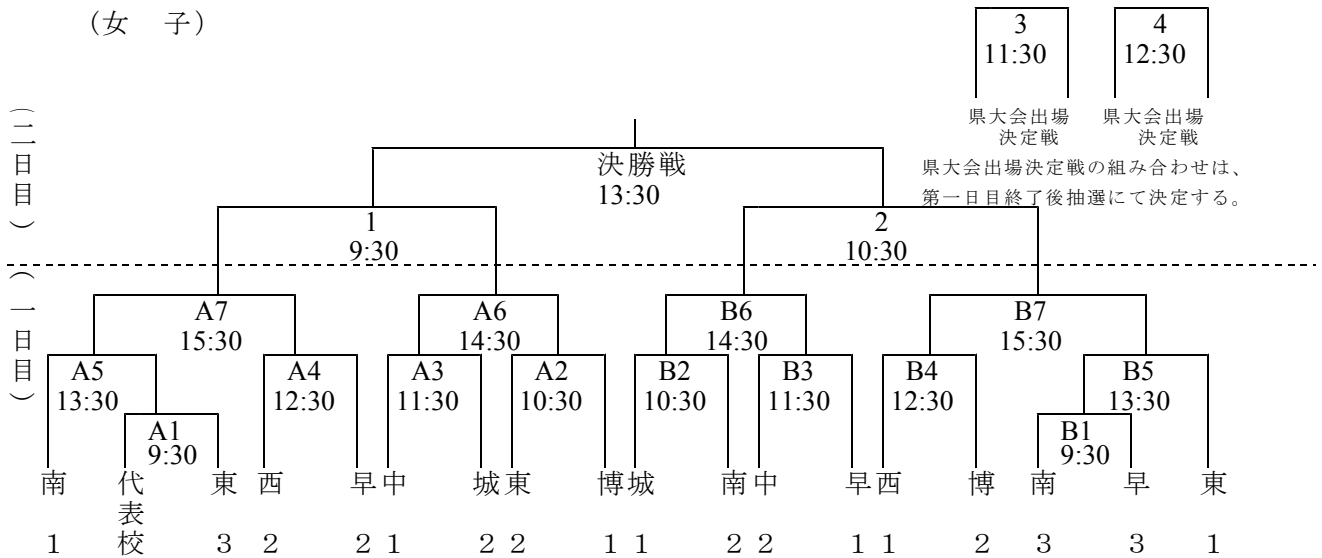 （女　子）
3
11:30
4
12:30
県大会出場
決定戦
県大会出場
決定戦
県大会出場決定戦の組み合わせは、
第一日目終了後抽選にて決定する。
（二日目）
決勝戦
13:30
1
9:30
2
10:30
（一日目）
A7
15:30
A6
14:30
B6
14:30
B7
15:30
A5
13:30
A4
12:30
A3
11:30
A2
10:30
B2
10:30
B3
11:30
B4
12:30
B5
13:30
A1
9:30
B1
9:30
南1
代表校
東3
西2
早2
中1
城2
東2
博1
城1
南2
中2
早1
西1
博2
南3
早3
東1